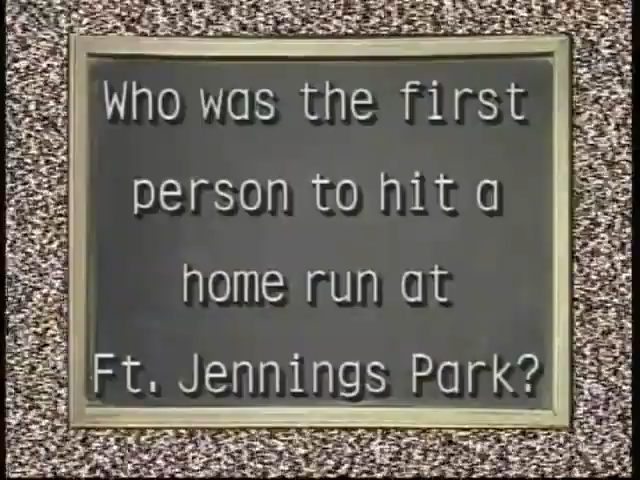 Who was the first
person to hit a
home run at
Ft. Jennings Park?